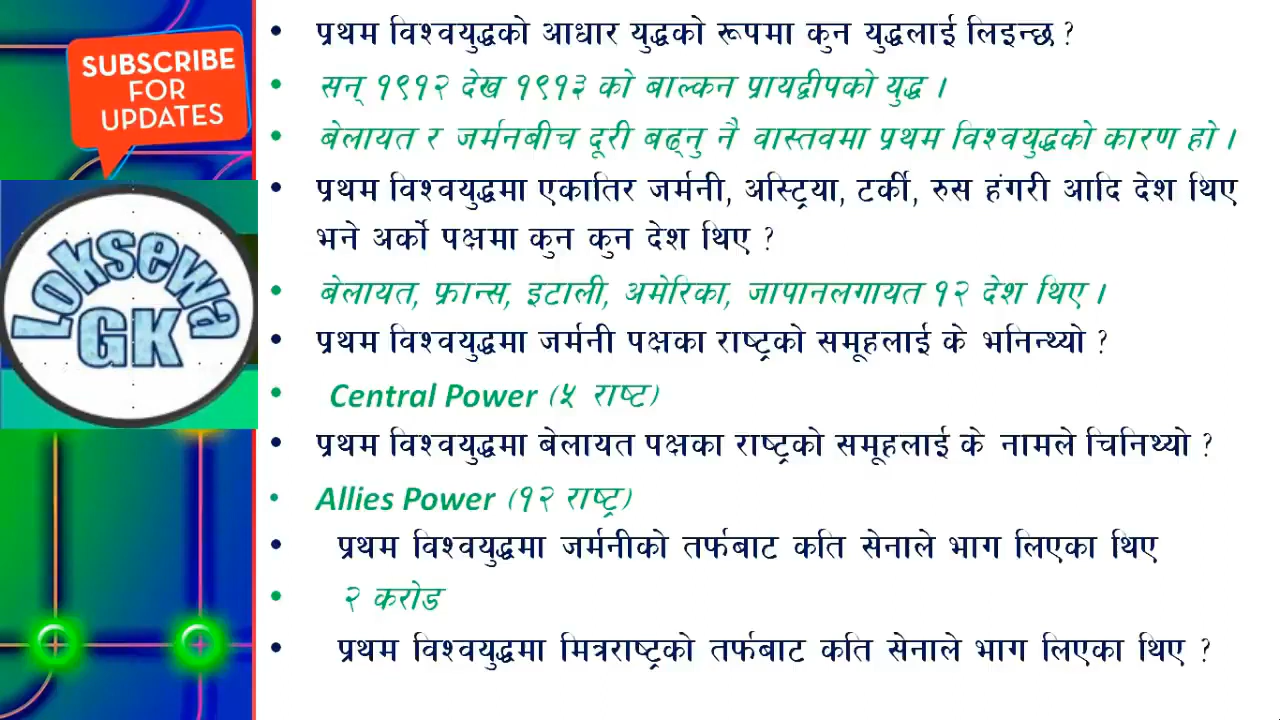 SUBSCRIBE
FOR
UPDATES
Loksewa
GK
• प्रथम विश्वयुद्धको आधार युद्धको रूपमा कुन युद्धलाई लिइन्छ ?
• सन् १९१२ देख १९१३ को बाल्कन प्रायद्वीपको युद्ध ।
• बेलायत र जर्मनबीच दूरी बढ्नु नै वास्तवमा प्रथम विश्वयुद्धको कारण हो ।
• प्रथम विश्वयुद्धमा एकातिर जर्मनी, अस्ट्रिया, टर्की, रुस हंगरी आदि देश थिए
भने अर्को पक्षमा कुन कुन देश थिए ?
• बेलायत, फ्रान्स, इटाली, अमेरिका, जापानलगायत १२ देश थिए ।
• प्रथम विश्वयुद्धमा जर्मनी पक्षका राष्ट्रको समूहलाई के भनिन्थ्यो ?
• Central Power (५ राष्ट)
• प्रथम विश्वयुद्धमा बेलायत पक्षका राष्ट्रको समूहलाई के नामले चिनिथ्यो ?
• Allies Power (१२ राष्ट्र)
• प्रथम विश्वयुद्धमा जर्मनीको तर्फबाट कति सेनाले भाग लिएका थिए
• २ करोड
• प्रथम विश्वयुद्धमा मित्रराष्ट्रको तर्फबाट कति सेनाले भाग लिएका थिए ?